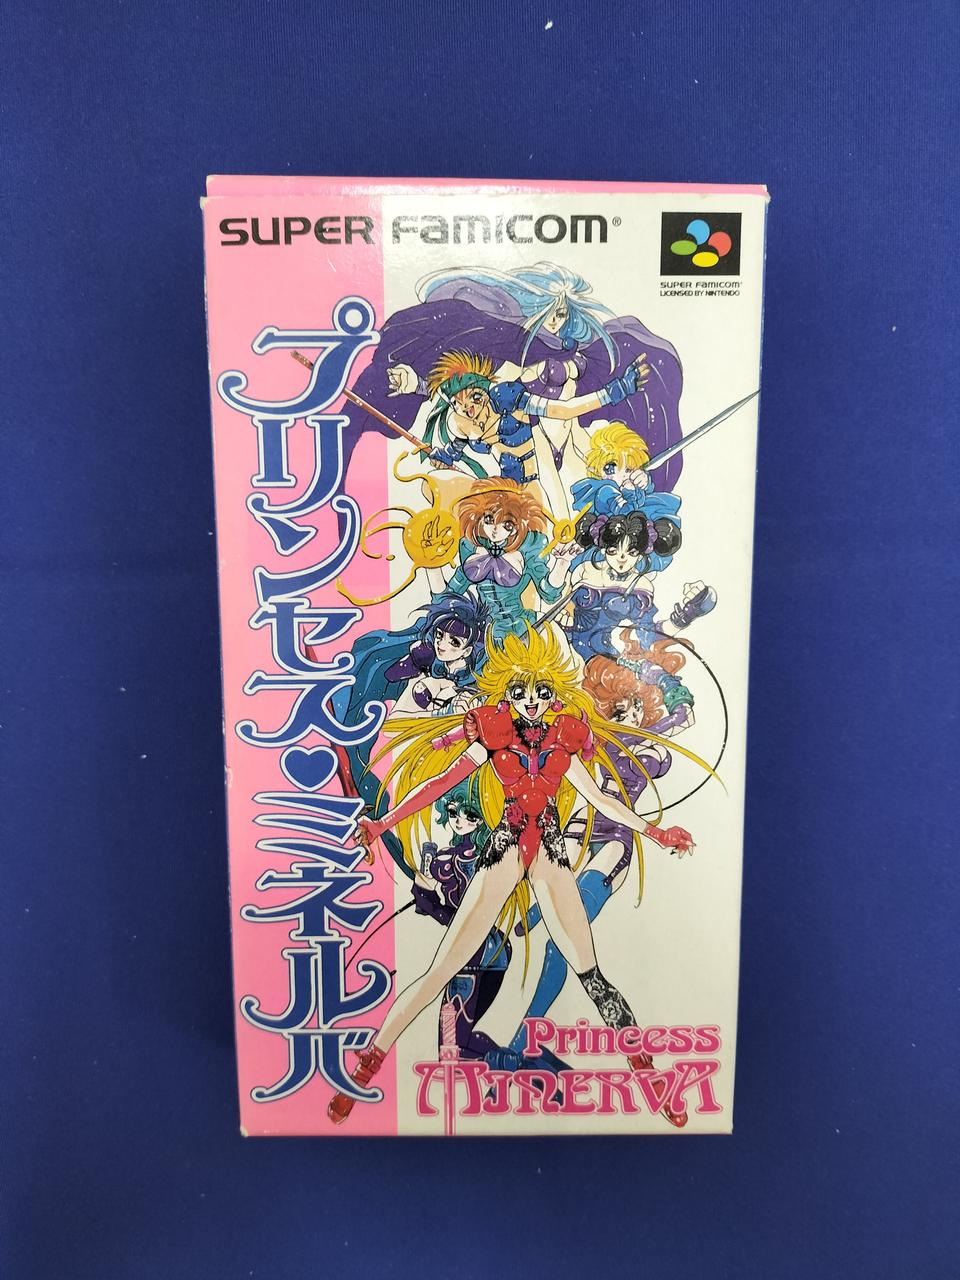 SUPER FAMICOM®
SUPER FAMICOM®
LICENSED BY NINTENDO
プリンセス♥ミネルバ
Princess
MINERVA